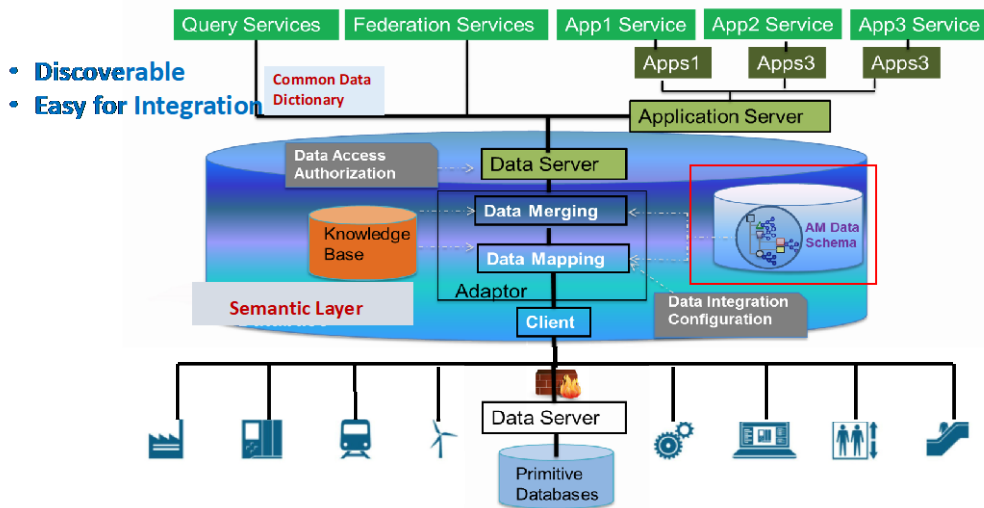 Query Services
Federation Services
App1 Service
App2 Service
App3 Service
• Discoverable
• Easy for Integration
Common Data
Dictionary
Apps1
Apps3
Apps3
Application Server
Data Access
Authorization
Data Server
Data Merging
Knowledge
Base
AM Data
Schema
Data Mapping
Adaptor
Semantic Layer
Data Integration
Configuration
Client
Data Server
Primitive
Databases